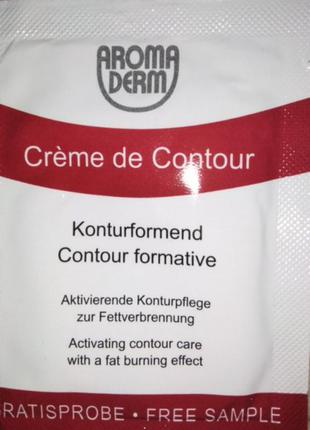 AROMA
DERM
Crème de Contour
Konturformend
Contour formative
Aktivierende Konturpflege
zur Fettverbrennung
Activating contour care
with a fat burning effect
GRATISPROBE • FREE SAMPLE